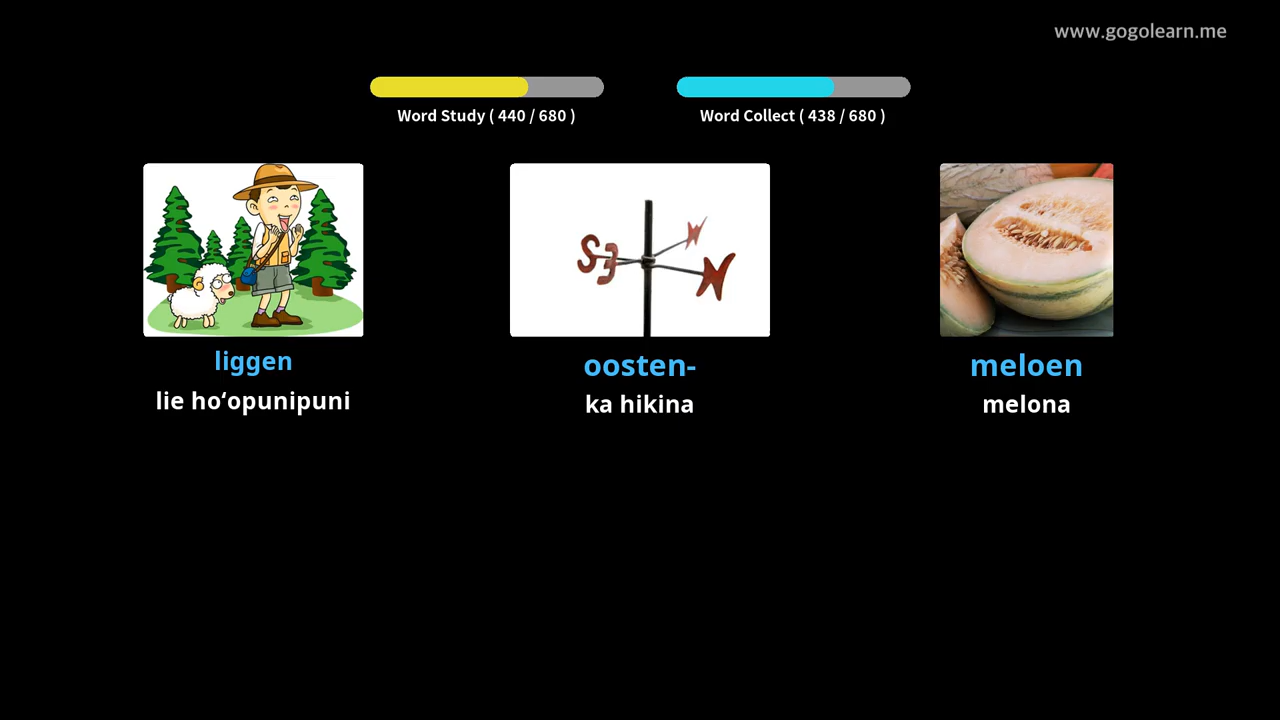 www.gogolearn.me
Word Study ( 440 / 680 )
Word Collect ( 438 / 680 )
S E N W
liggen
lie hoʻopunipuni
oosten-
ka hikina
meloen
melona